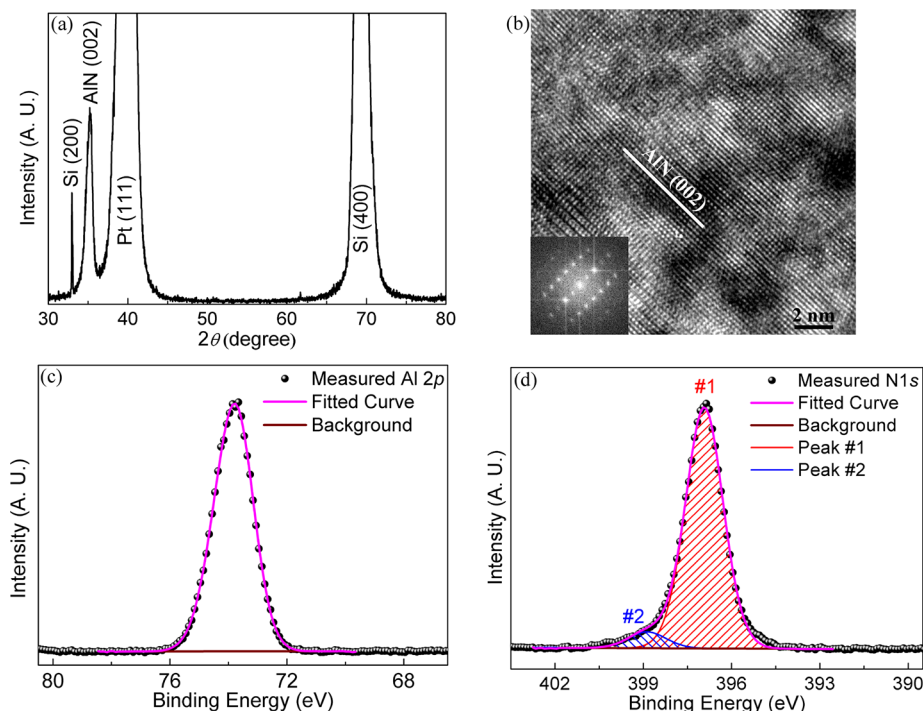 (a)
Intensity (A. U.)
Si (200)
AlN (002)
Pt (111)
Si (400)
30 40 50 60 70 80
2θ (degree)
(b)
AlN (002)
2 nm
(c)
Intensity (A. U.)
Measured Al 2p
Fitted Curve
Background
80 76 72 68
Binding Energy (eV)
(d)
Intensity (A. U.)
#1
#2
Measured N1s
Fitted Curve
Background
Peak #1
Peak #2
402 399 396 393 390
Binding Energy (eV)